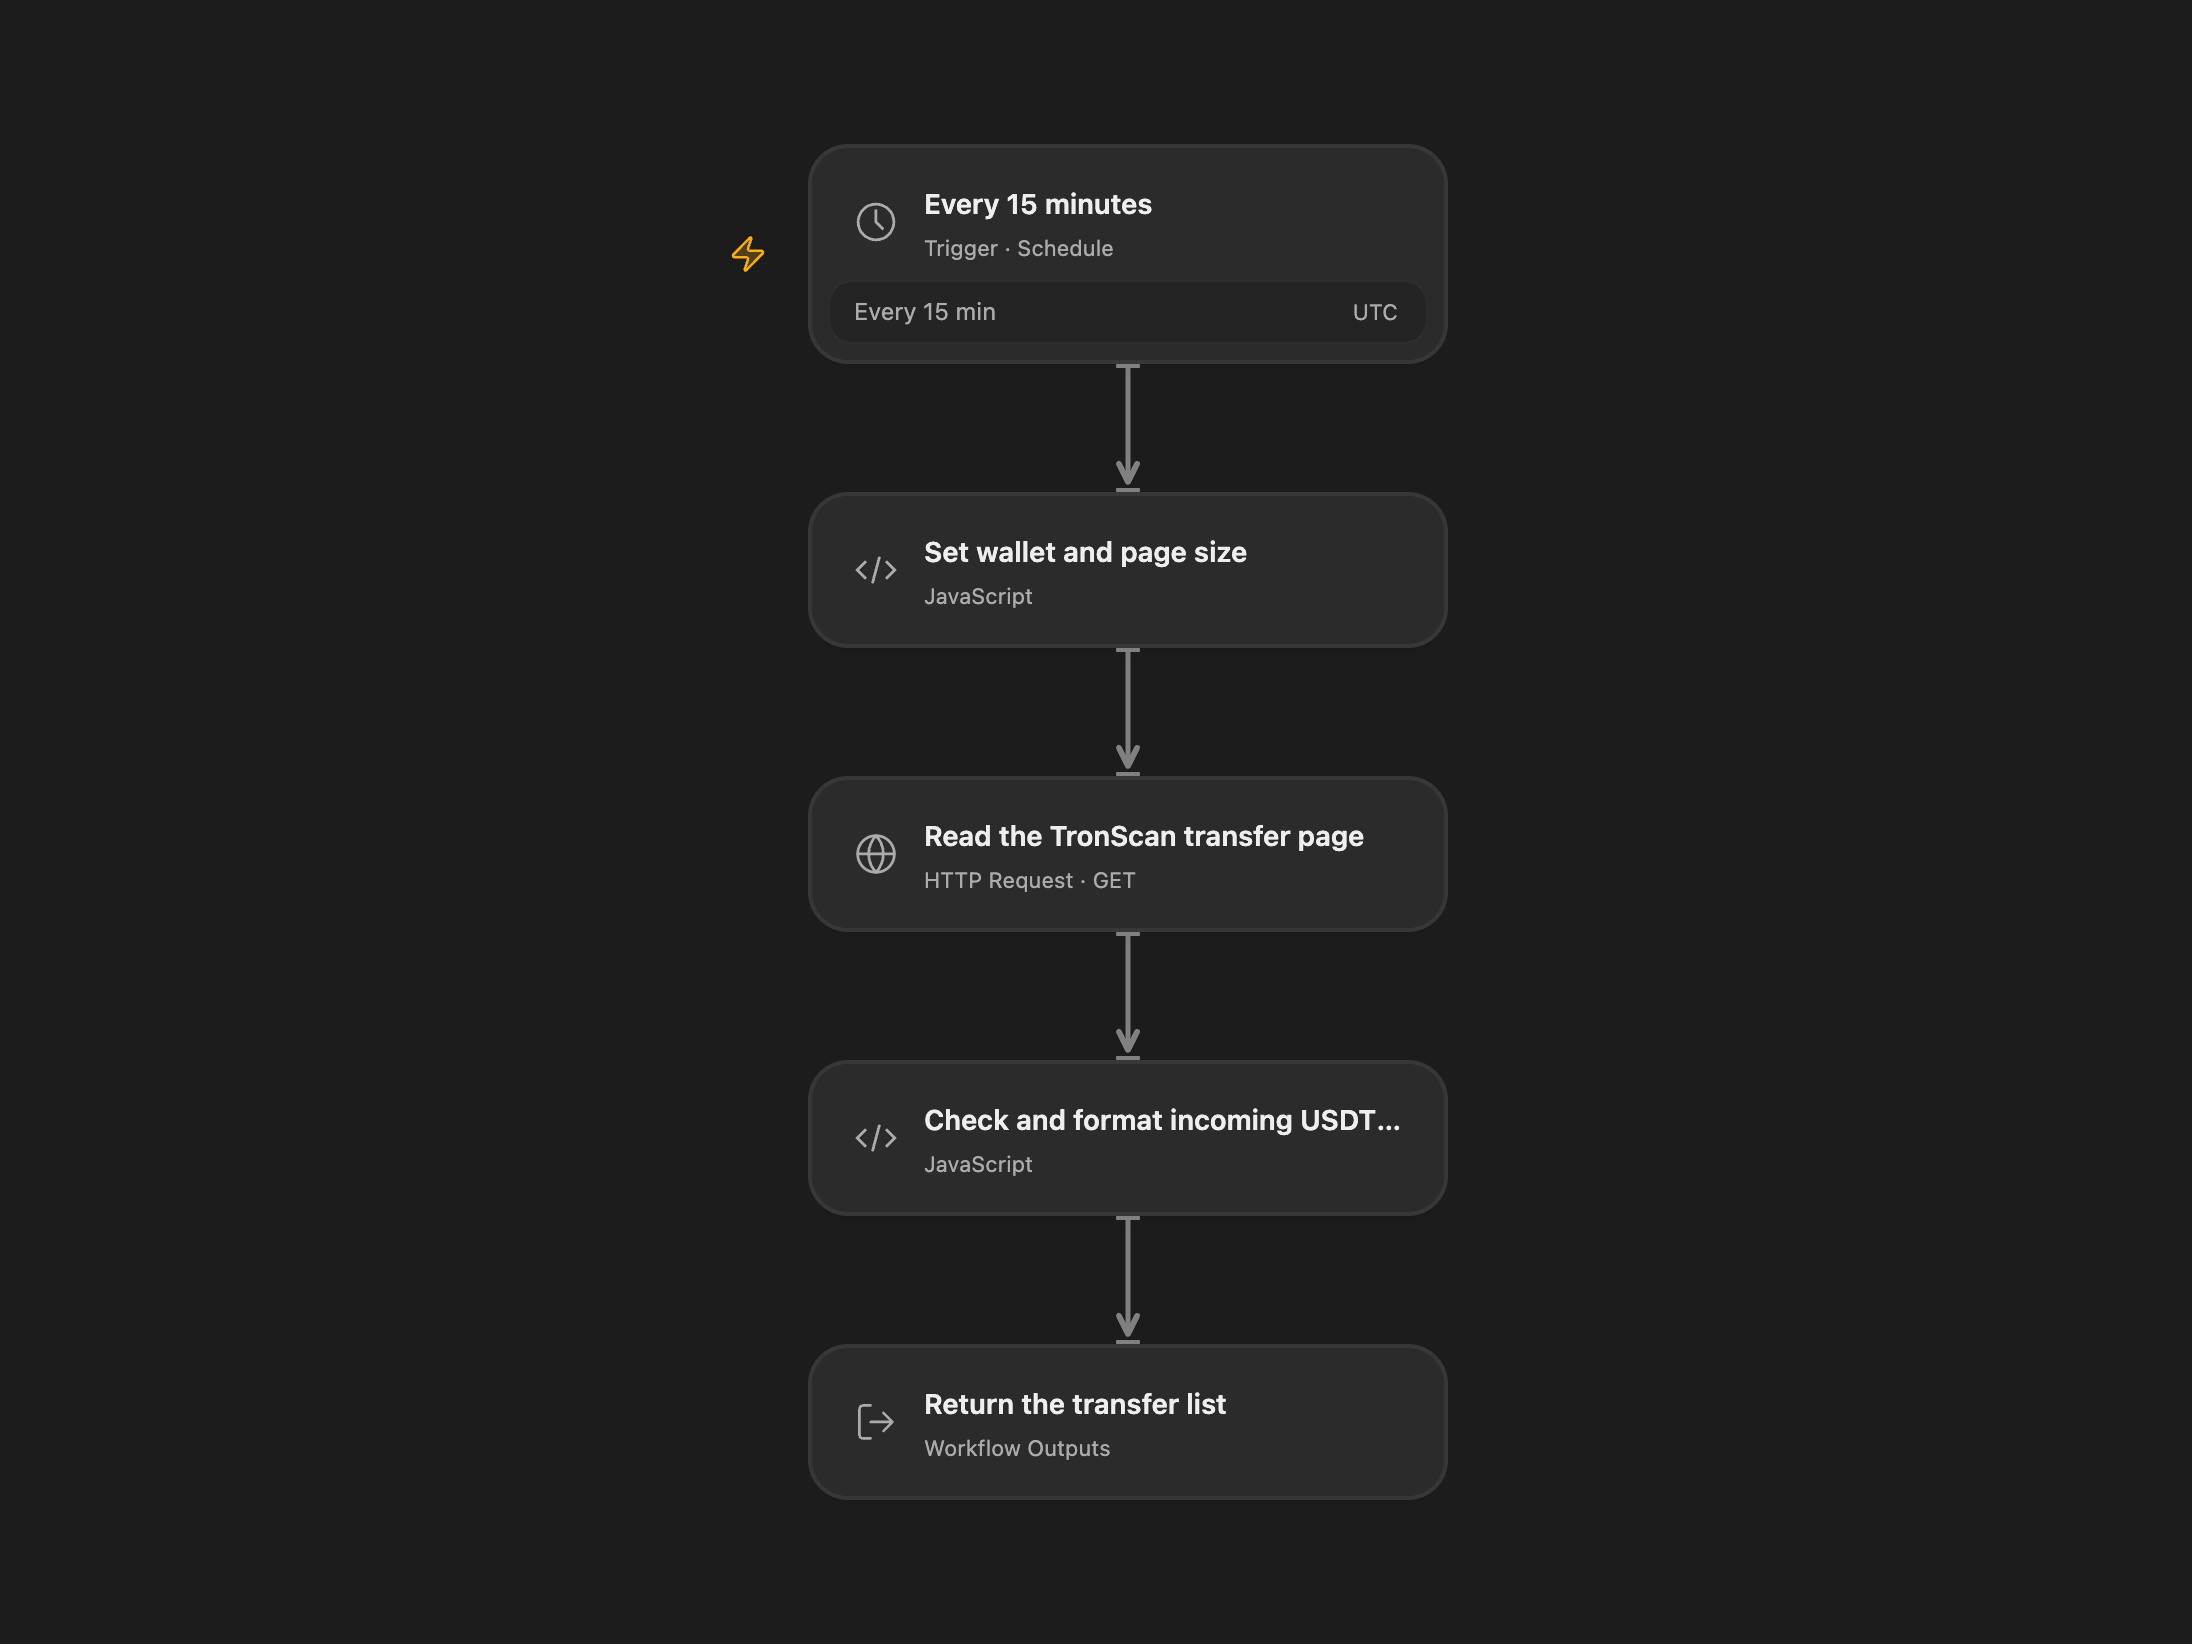 Every 15 minutes
Trigger · Schedule
Every 15 min UTC
Set wallet and page size
JavaScript
Read the TronScan transfer page
HTTP Request · GET
Check and format incoming USDT...
JavaScript
Return the transfer list
Workflow Outputs